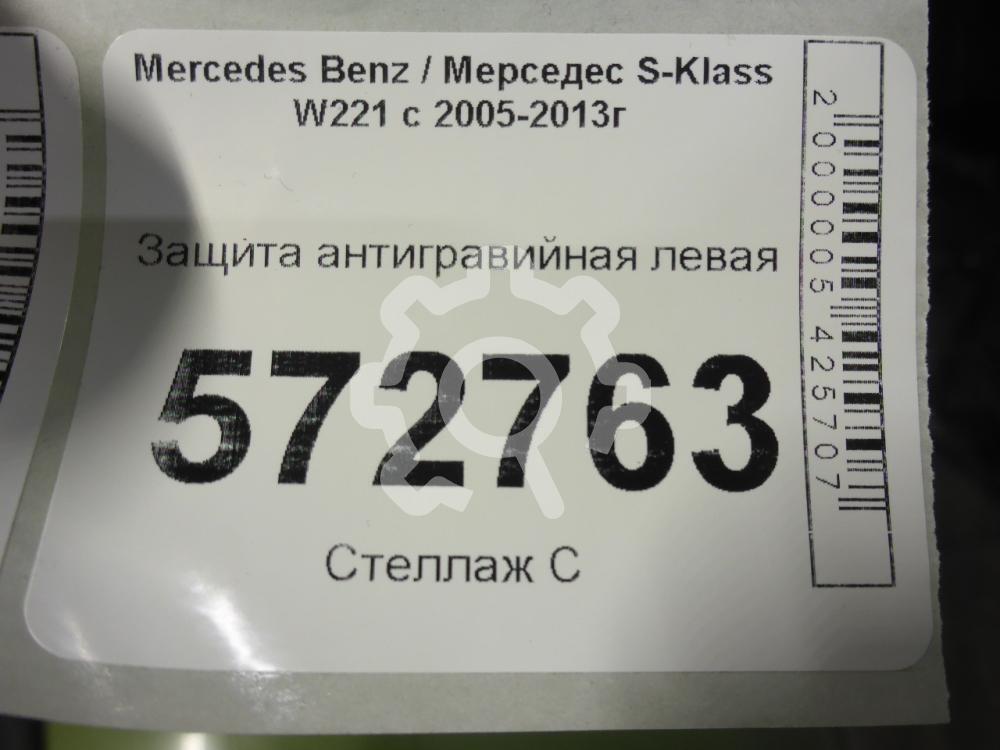 Mercedes Benz / Мерседес S-Klass
W221 с 2005-2013г
Защита антигравийная левая
572763
Стеллаж С
2000005425707